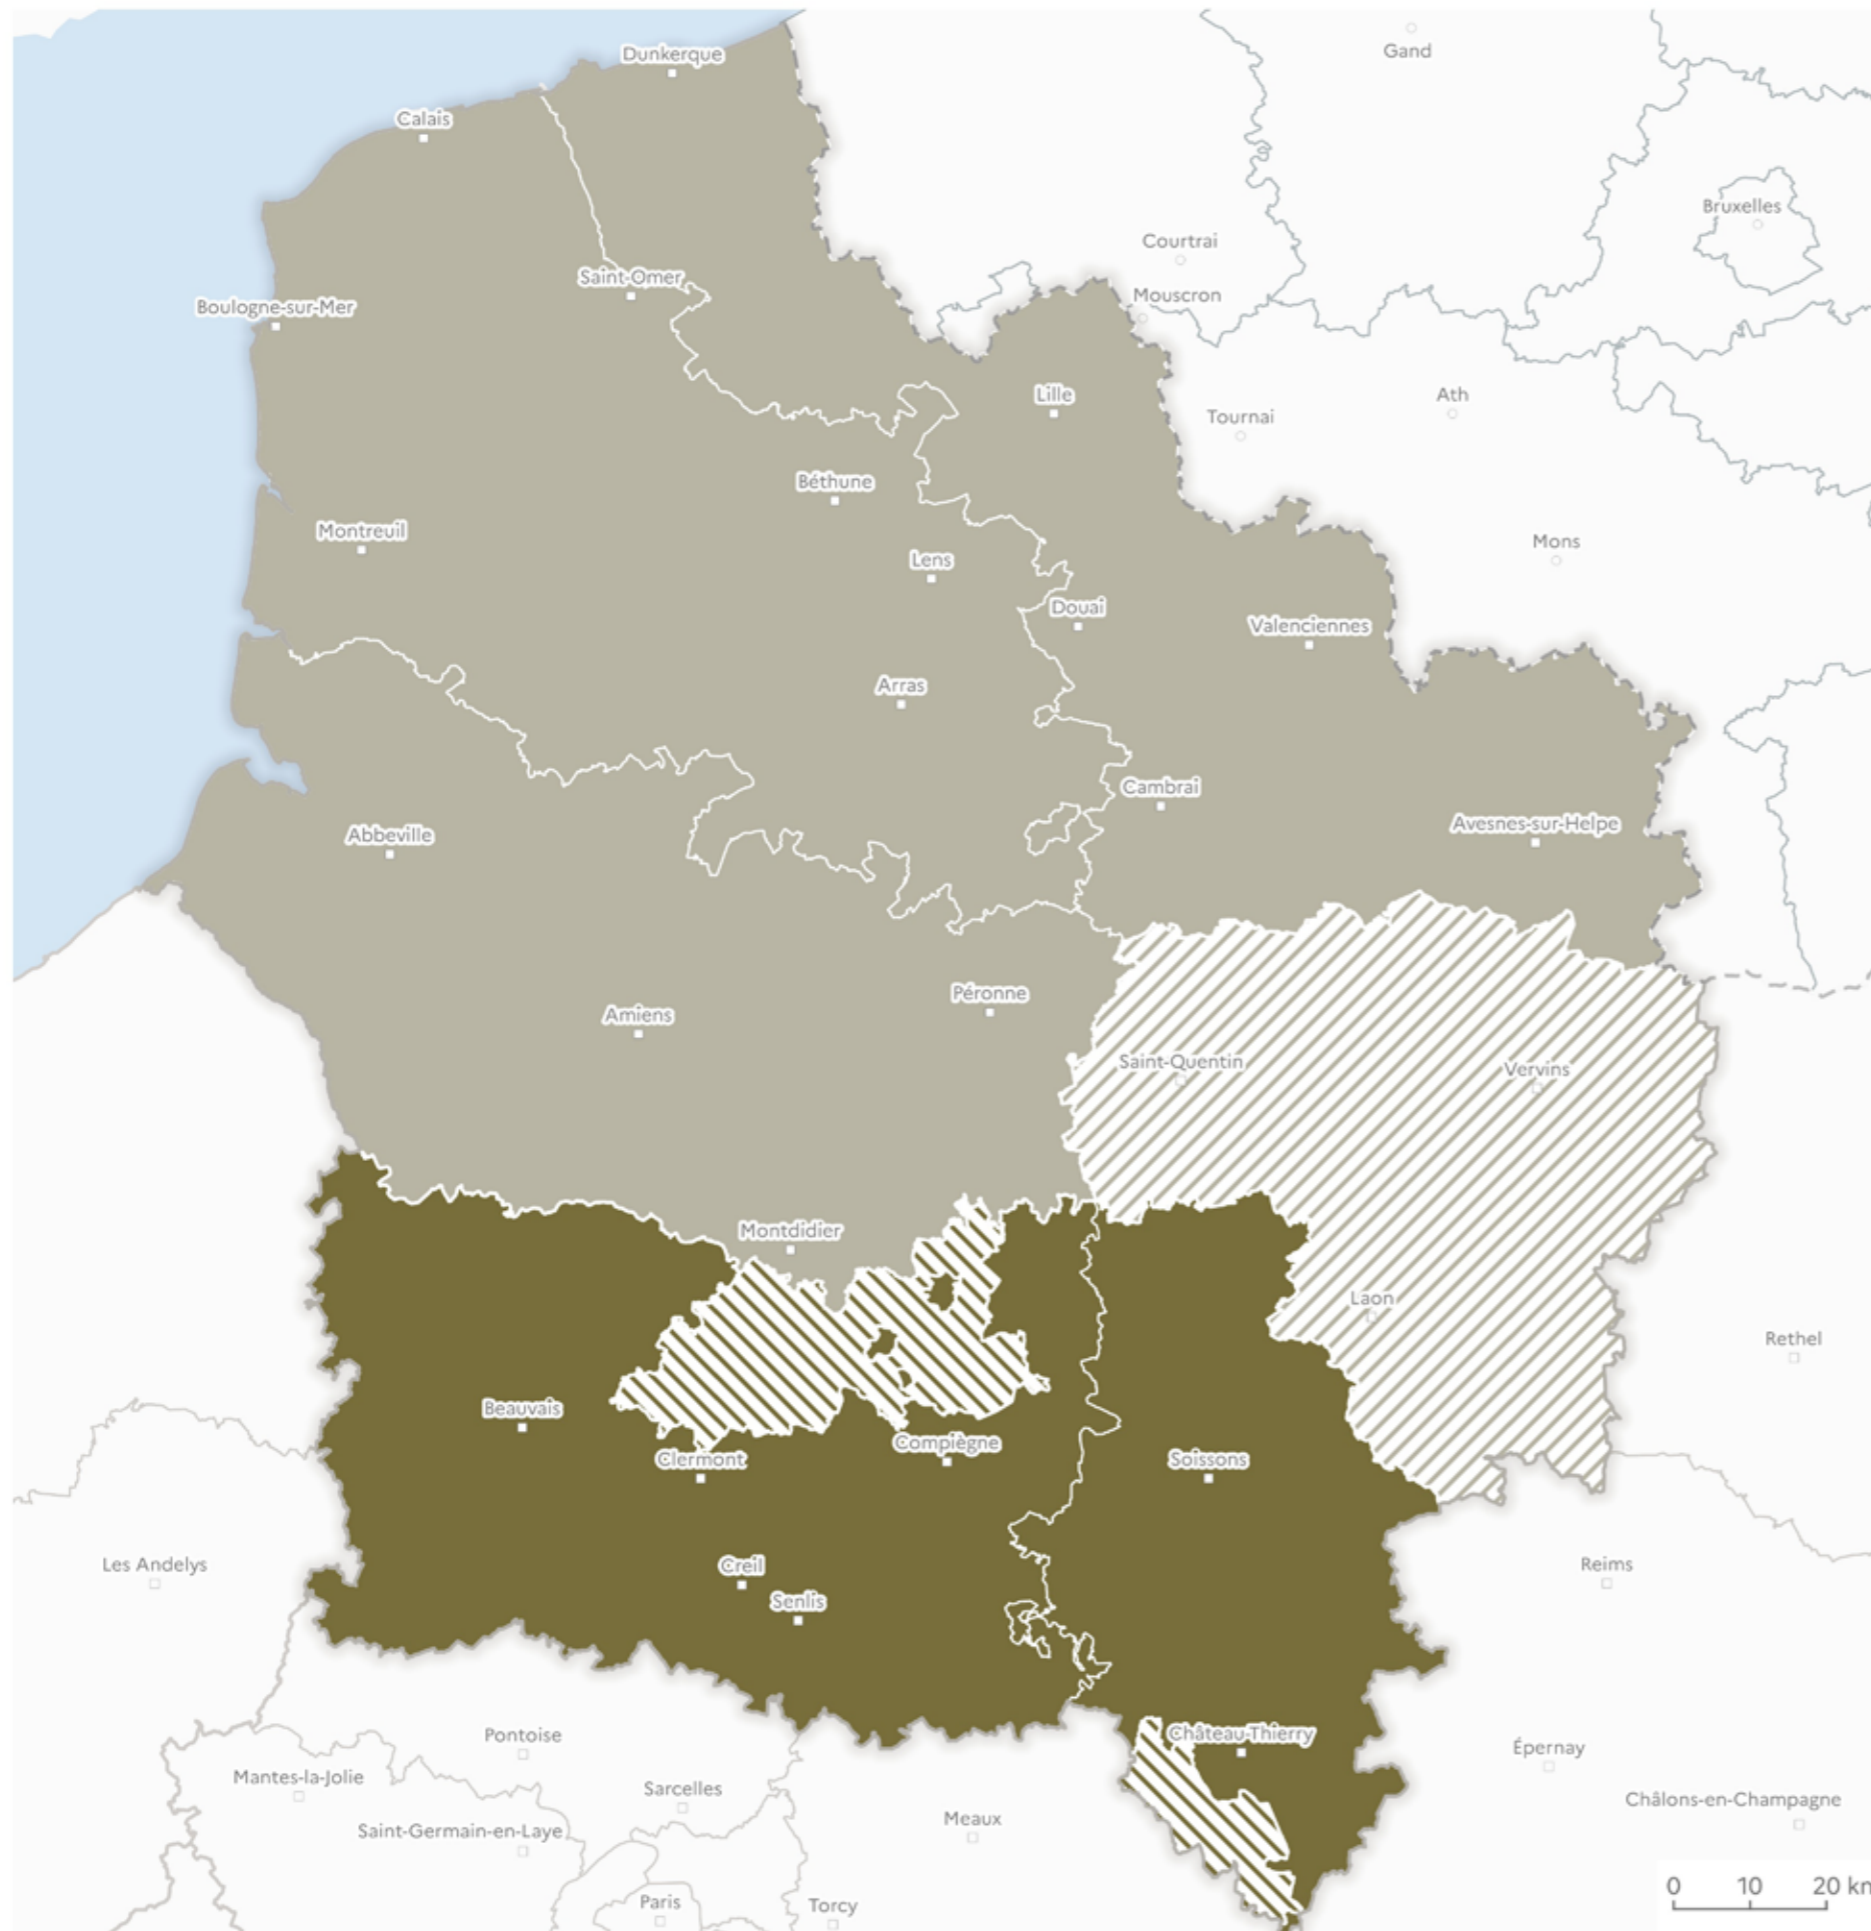 Gand
Dunkerque
Calais
Bruxelles
Courtrai
Saint-Omer
Mouscron
Boulogne-sur-Mer
Lille
Ath
Tournai
Béthune
Montreuil
Mons
Lens
Douai
Valenciennes
Arras
Cambrai
Avesnes-sur-Helpe
Abbeville
Péronne
Amiens
Saint-Quentin
Vervins
Montdidier
Laon
Rethel
Beauvais
Compiègne
Clermont
Soissons
Les Andelys
Creil
Reims
Senlis
Château-Thierry
Pontoise
Épernay
Mantes-la-Jolie
Sarcelles
Châlons-en-Champagne
Meaux
Saint-Germain-en-Laye
0 10 20 km
Paris
Torcy